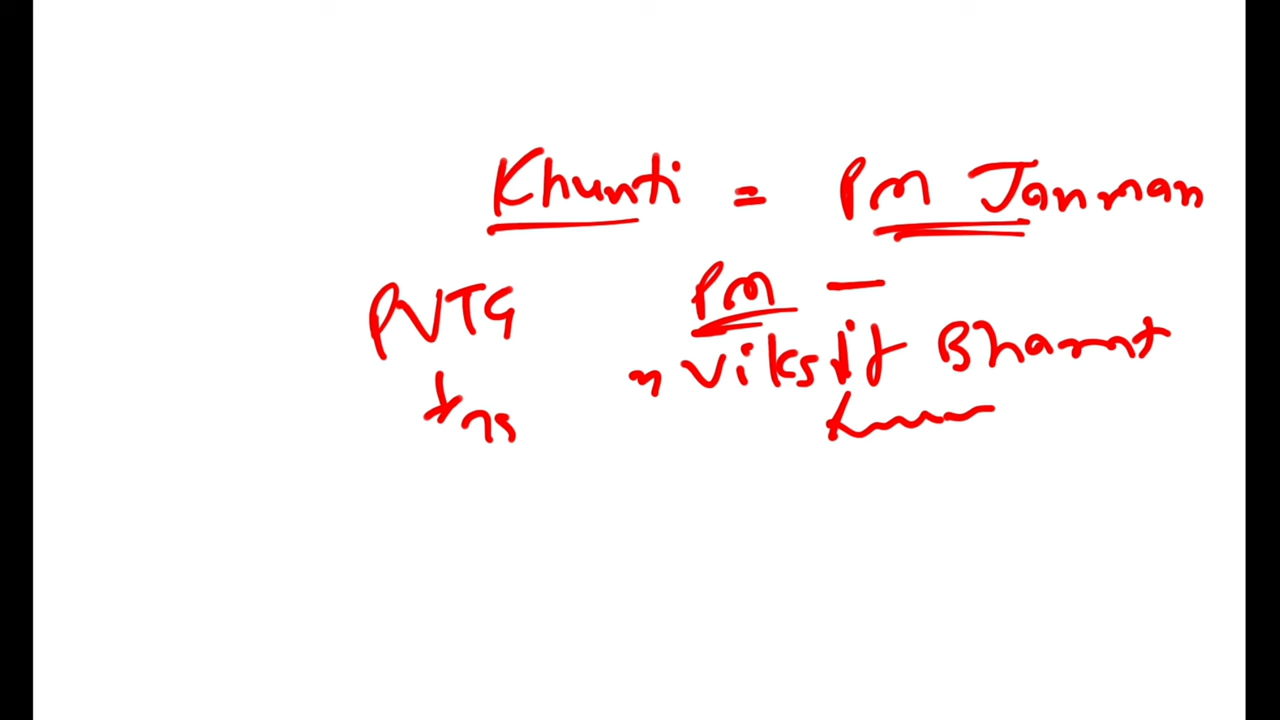 Khunti = PM Janman
PVTG PM -
" Viksit Bharat